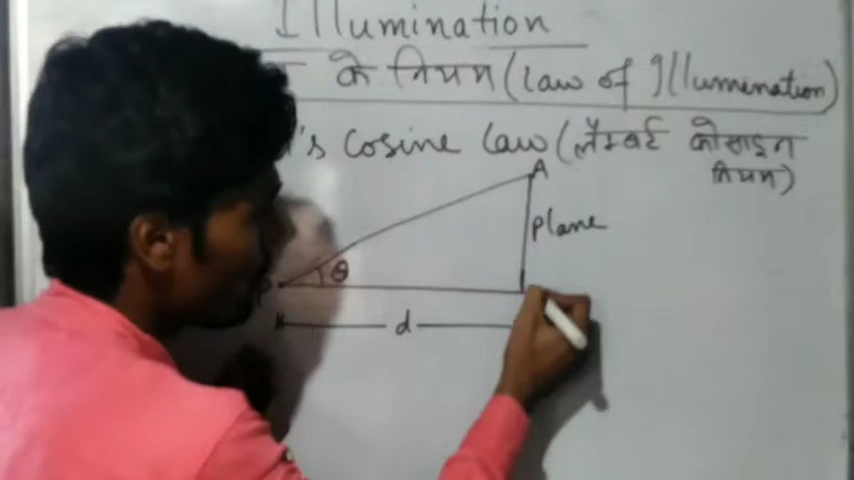 Illumination
के नियम (Law of Illumination)
's Cosine Law (लैम्बर्ट कोसाइन
नियम)
A
Plane
θ
P
d